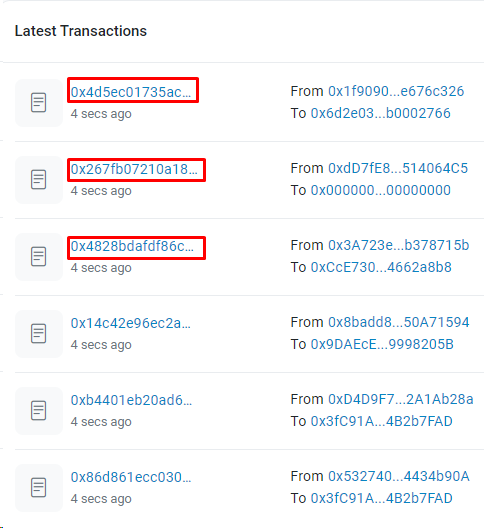 Latest Transactions
0x4d5ec01735ac... From 0x1f9090...e676c326
4 secs ago To 0x6d2e03...b0002766
0x267fb07210a18... From 0xdD7fE8...514064C5
4 secs ago To 0x000000...00000000
0x4828bdafdf86c... From 0x3A723e...b378715b
4 secs ago To 0xCcE730...4662a8b8
0x14c42e96ec2a... From 0x8badd8...50A71594
4 secs ago To 0x9DAEcE...9998205B
0xb4401eb20ad6... From 0xD4D9F7...2A1Ab28a
4 secs ago To 0x3fC91A...4B2b7FAD
0x86d861ecc030... From 0x532740...4434b90A
4 secs ago To 0x3fC91A...4B2b7FAD